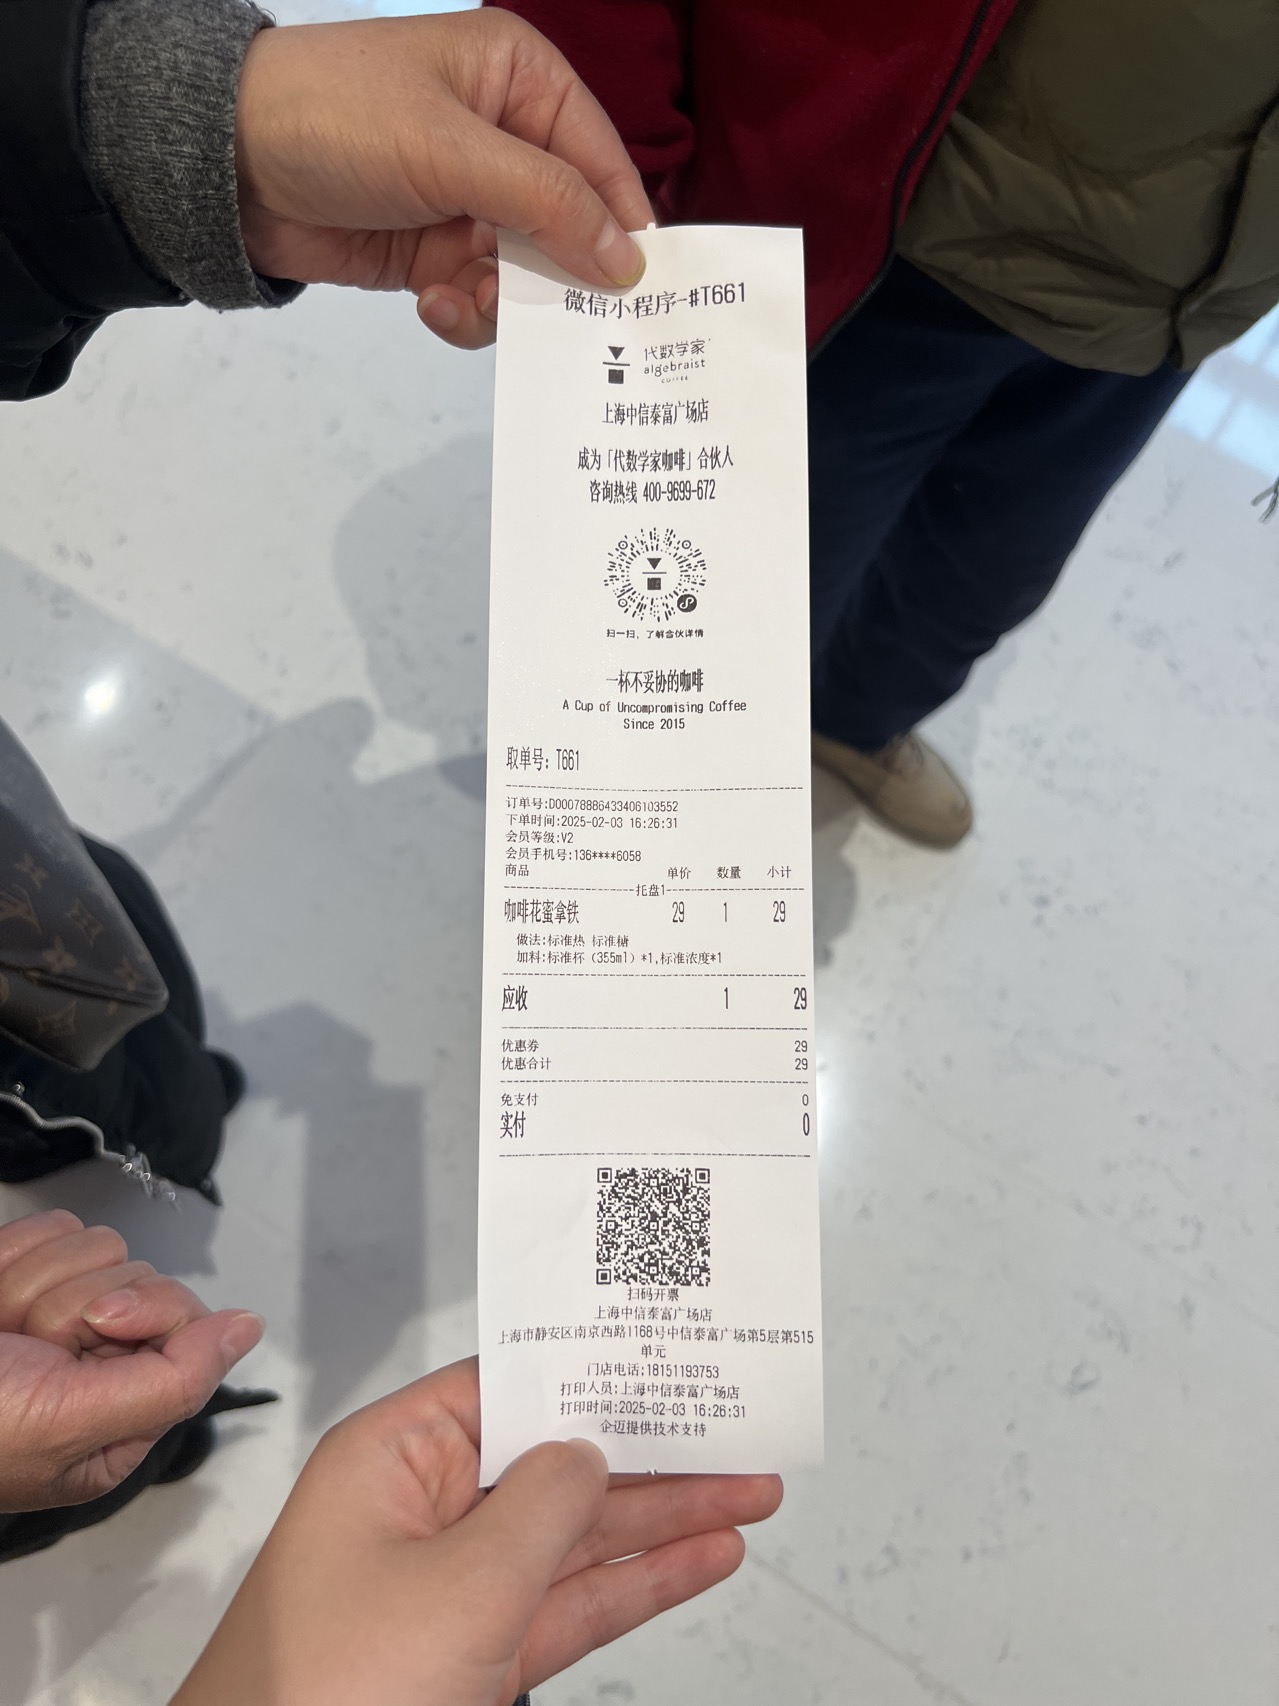 微信小程序-#T661
代数学家
algebraist
COFFEE
上海中信泰富广场店
成为「代数学家咖啡」合伙人
咨询热线 400-9699-672
扫一扫，了解合伙详情
一杯不妥协的咖啡
A Cup of Uncompromising Coffee
Since 2015
取单号: T661
订单号:D00078886433406103552
下单时间:2025-02-03 16:26:31
会员等级:V2
会员手机号:136****6058
商品 单价 数量 小计
托盘1
咖啡花蜜拿铁 29 1 29
做法:标准热 标准糖
加料:标准杯（355ml）*1,标准浓度*1
应收 1 29
优惠券 29
优惠合计 29
免支付 0
实付 0
扫码开票
上海中信泰富广场店
上海市静安区南京西路1168号中信泰富广场第5层第515
单元
门店电话:18151193753
打印人员:上海中信泰富广场店
打印时间:2025-02-03 16:26:31
企迈提供技术支持